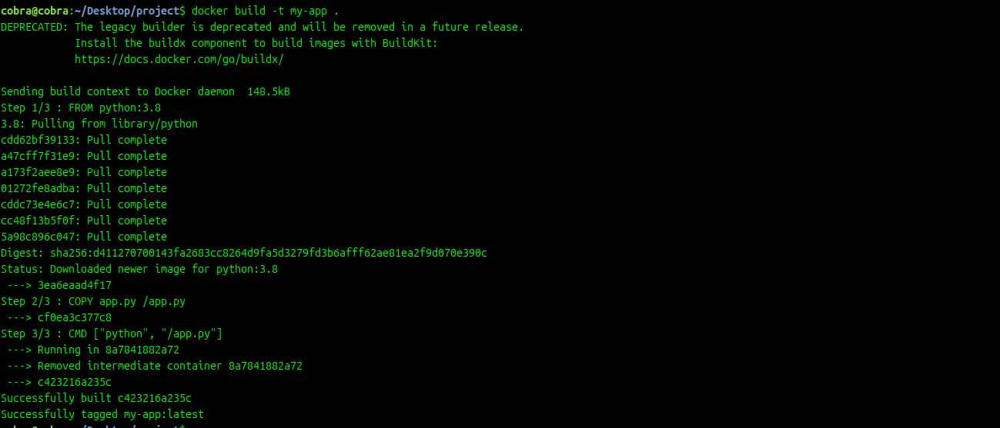 cobra@cobra:~/Desktop/project$ docker build -t my-app .
DEPRECATED: The legacy builder is deprecated and will be removed in a future release.
Install the buildx component to build images with BuildKit:
https://docs.docker.com/go/buildx/
Sending build context to Docker daemon  148.5kB
Step 1/3 : FROM python:3.8
3.8: Pulling from library/python
cdd62bf39133: Pull complete
a47cff7f31e9: Pull complete
a173f2aee8e9: Pull complete
01272fe8adba: Pull complete
cddc73e4e6c7: Pull complete
cc48f13b5f0f: Pull complete
5a98c896c047: Pull complete
Digest: sha256:d411270700143fa2683cc8264d9fa5d3279fd3b6afff62ae81ea2f9d070e390c
Status: Downloaded newer image for python:3.8
---> 3ea6eaad4f17
Step 2/3 : COPY app.py /app.py
---> cf0ea3c377c8
Step 3/3 : CMD ["python", "/app.py"]
---> Running in 8a7841882a72
---> Removed intermediate container 8a7841882a72
---> c423216a235c
Successfully built c423216a235c
Successfully tagged my-app:latest
cobra@cobra:~/Desktop/project$